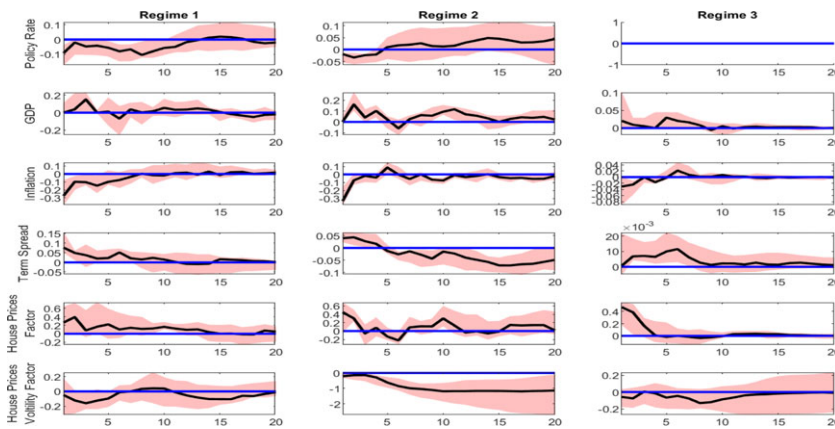 Regime 1 Regime 2 Regime 3
Policy Rate
0.1 0 -0.1
5 10 15 20
0.1 0.05 0 -0.05
5 10 15 20
1 0 -1
5 10 15 20
GDP
0.2 0 -0.2
5 10 15 20
0.2 0.1 0 -0.1
5 10 15 20
0.1 0.05 0
5 10 15 20
Inflation
0.1 0 -0.1 -0.2 -0.3
5 10 15 20
0.1 0 -0.1 -0.2 -0.3
5 10 15 20
0.04 0.02 0 -0.02 -0.04 -0.06 -0.08
5 10 15 20
Term Spread
0.15 0.1 0.05 0 -0.05
5 10 15 20
0.05 0 -0.05 -0.1
5 10 15 20
×10-3
20 10 0
5 10 15 20
House Prices
Factor
0.6 0.4 0.2 0 -0.2
5 10 15 20
0.6 0.4 0.2 0 -0.2
5 10 15 20
0.4 0.2 0
5 10 15 20
House Prices
Voltility Factor
0.2 0 -0.2
5 10 15 20
0 -1 -2
5 10 15 20
0.2 0 -0.2
5 10 15 20